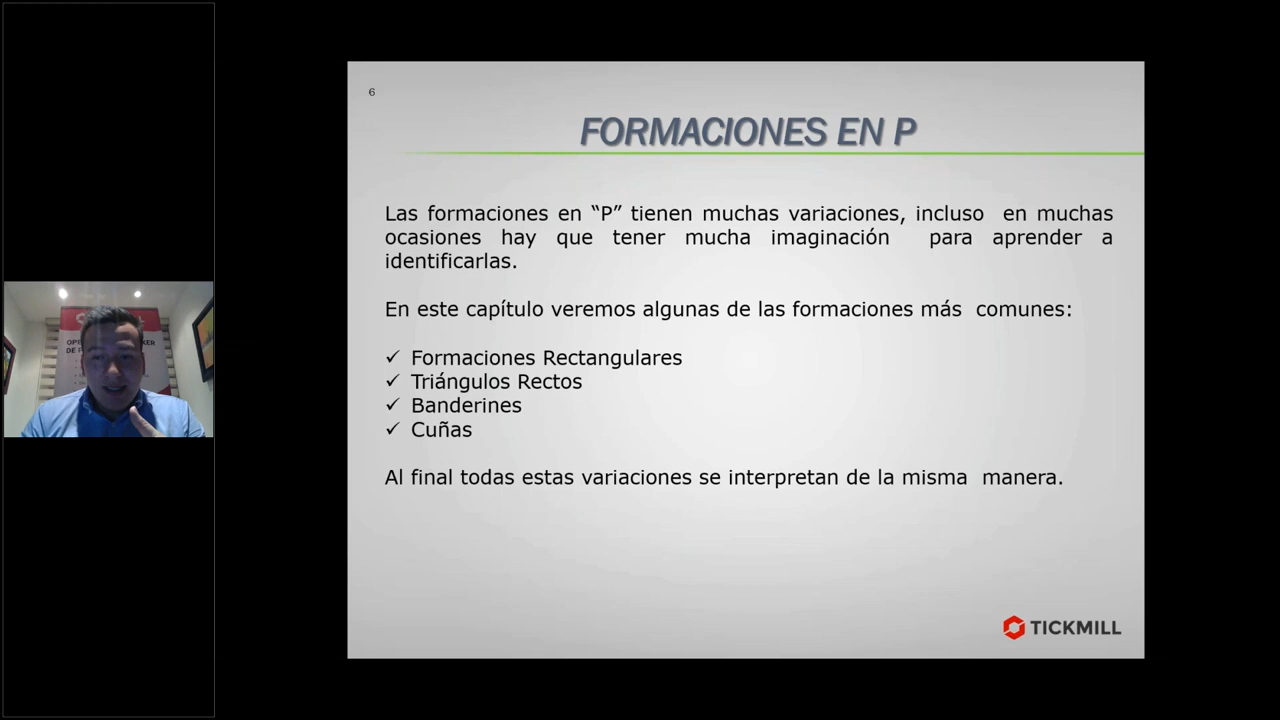 6
FORMACIONES EN P
Las formaciones en “P” tienen muchas variaciones, incluso en muchas
ocasiones hay que tener mucha imaginación para aprender a
identificarlas.
En este capítulo veremos algunas de las formaciones más comunes:
✓ Formaciones Rectangulares
✓ Triángulos Rectos
✓ Banderines
✓ Cuñas
Al final todas estas variaciones se interpretan de la misma manera.
TICKMILL